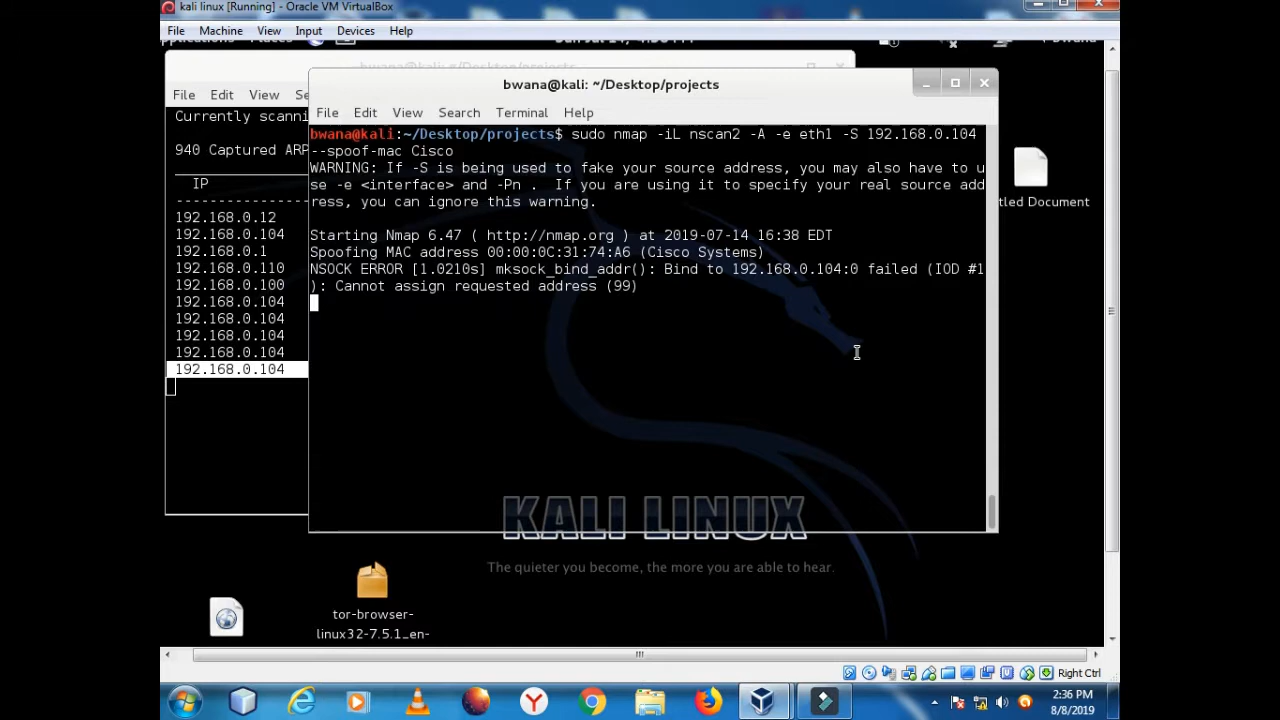 kali linux [Running] - Oracle VM VirtualBox
File Machine View Input Devices Help
bwana@kali: ~/Desktop/projects
File Edit View
Currently scanni
940 Captured ARP
IP
192.168.0.12
192.168.0.104
192.168.0.1
192.168.0.110
192.168.0.100
192.168.0.104
192.168.0.104
192.168.0.104
192.168.0.104
192.168.0.104
bwana@kali: ~/Desktop/projects
File Edit View Search Terminal Help
bwana@kali:~/Desktop/projects$ sudo nmap -iL nscan2 -A -e eth1 -S 192.168.0.104
--spoof-mac Cisco
WARNING: If -S is being used to fake your source address, you may also have to u
se -e <interface> and -Pn . If you are using it to specify your real source add
ress, you can ignore this warning.
Starting Nmap 6.47 ( http://nmap.org ) at 2019-07-14 16:38 EDT
Spoofing MAC address 00:00:0C:31:74:A6 (Cisco Systems)
NSOCK ERROR [1.0210s] mksock_bind_addr(): Bind to 192.168.0.104:0 failed (IOD #1
): Cannot assign requested address (99)
tled Document
KALI LINUX
The quieter you become, the more you are able to hear.
tor-browser-
linux32-7.5.1_en-
Right Ctrl
2:36 PM
8/8/2019